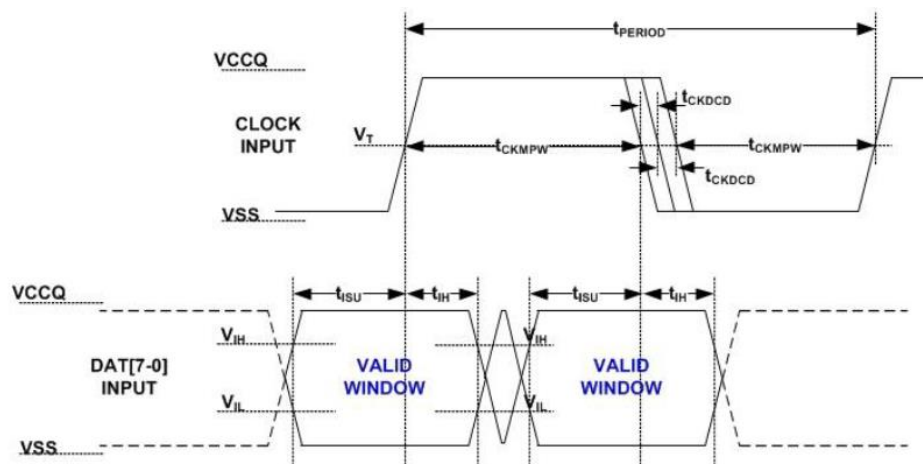 tPERIOD
VCCQ
tCKDCD
CLOCK
INPUT
VT
tCKMPW
tCKMPW
tCKDCD
VSS
VCCQ
tISU
tIH
tISU
tIH
VIH
VIH
DAT[7-0]
INPUT
VALID
WINDOW
VALID
WINDOW
VIL
VIL
VSS